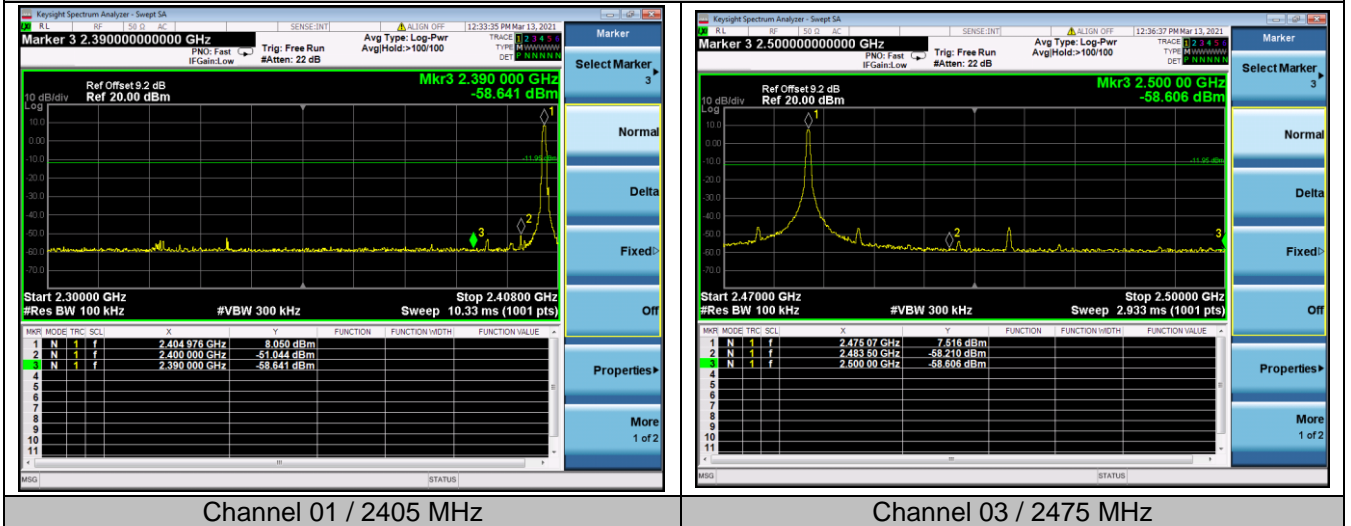 Keysight Spectrum Analyzer - Swept SA
RL RF 50 Ω AC SENSE:INT ALIGN OFF 12:33:35 PM Mar 13, 2021
Marker 3 2.390000000000 GHz
PNO: Fast
IFGain:Low
Trig: Free Run
#Atten: 22 dB
Avg Type: Log-Pwr
Avg|Hold:>100/100
TRACE 1 2 3 4 5 6
TYPE M WWWWW
DET P N N N N N
Ref Offset 9.2 dB
10 dB/div Ref 20.00 dBm
Log
Mkr3 2.390 000 GHz
-58.641 dBm
10.0
0.00
-10.0
-20.0
-30.0
-40.0
-50.0
-60.0
-70.0
1
-11.95 dBm
2
3
Start 2.30000 GHz Stop 2.40800 GHz
#Res BW 100 kHz #VBW 300 kHz Sweep 10.33 ms (1001 pts)
MKR MODE TRC SCL X Y FUNCTION FUNCTION WIDTH FUNCTION VALUE
1 N 1 f 2.404 976 GHz 8.050 dBm
2 N 1 f 2.400 000 GHz -51.044 dBm
3 N 1 f 2.390 000 GHz -58.641 dBm
4
5
6
7
8
9
10
11
MSG STATUS
Marker
Select Marker
3
Normal
Delta
Fixed
Off
Properties
More
1 of 2
Keysight Spectrum Analyzer - Swept SA
RL RF 50 Ω AC SENSE:INT ALIGN OFF 12:36:37 PM Mar 13, 2021
Marker 3 2.500000000000 GHz
PNO: Fast
IFGain:Low
Trig: Free Run
#Atten: 22 dB
Avg Type: Log-Pwr
Avg|Hold:>100/100
TRACE 1 2 3 4 5 6
TYPE M WWWWW
DET P N N N N N
Ref Offset 9.2 dB
10 dB/div Ref 20.00 dBm
Log
Mkr3 2.500 00 GHz
-58.606 dBm
10.0
0.00
-10.0
-20.0
-30.0
-40.0
-50.0
-60.0
-70.0
1
-11.95 dBm
2
3
Start 2.47000 GHz Stop 2.50000 GHz
#Res BW 100 kHz #VBW 300 kHz Sweep 2.933 ms (1001 pts)
MKR MODE TRC SCL X Y FUNCTION FUNCTION WIDTH FUNCTION VALUE
1 N 1 f 2.475 07 GHz 7.516 dBm
2 N 1 f 2.483 50 GHz -58.210 dBm
3 N 1 f 2.500 00 GHz -58.606 dBm
4
5
6
7
8
9
10
11
MSG STATUS
Marker
Select Marker
3
Normal
Delta
Fixed
Off
Properties
More
1 of 2
Channel 01 / 2405 MHz
Channel 03 / 2475 MHz